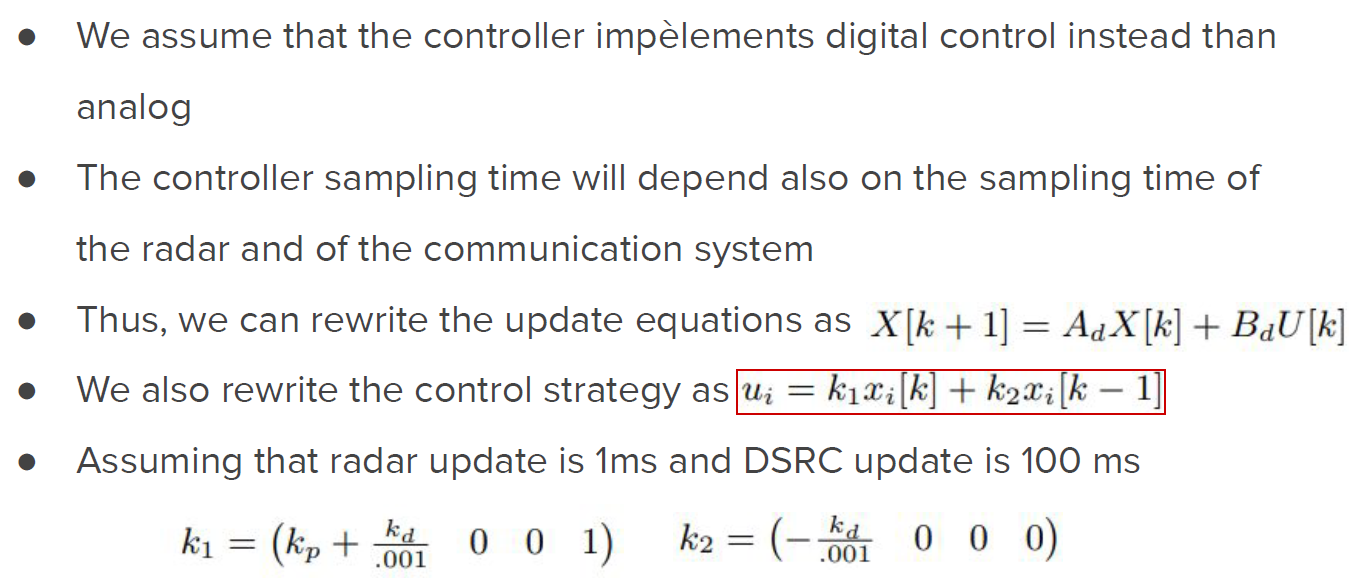 ● We assume that the controller impèlements digital control instead than
analog
● The controller sampling time will depend also on the sampling time of
the radar and of the communication system
● Thus, we can rewrite the update equations as X[k + 1] = A_d X[k] + B_d U[k]
● We also rewrite the control strategy as u_i = k_1 x_i[k] + k_2 x_i[k − 1]
● Assuming that radar update is 1ms and DSRC update is 100 ms
k_1 = (k_p + k_d/.001 0 0 1) k_2 = (− k_d/.001 0 0 0)